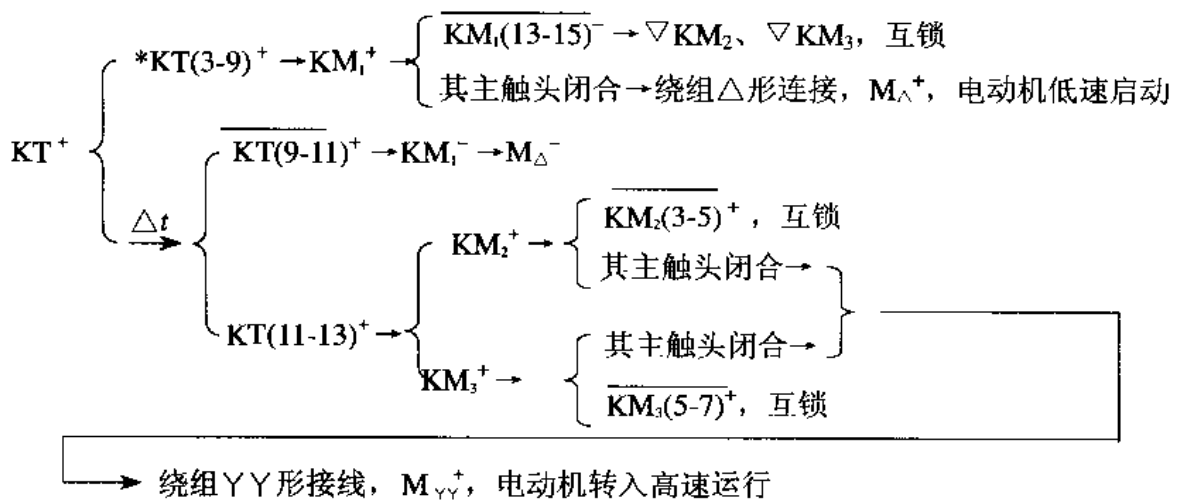 *KT(3-9)⁺→KM₁⁺→
KM₁(13-15)⁻→▽KM₂、▽KM₃，互锁
其主触头闭合→绕组△形连接，M△⁺，电动机低速启动
KT⁺
KT(9-11)⁺→KM₁⁻→M△⁻
△t
KM₂⁺→
KM₂(3-5)⁺，互锁
其主触头闭合→
KT(11-13)⁺→
KM₃⁺→
其主触头闭合→
KM₃(5-7)⁺，互锁
绕组YY形接线，M YY⁺，电动机转入高速运行